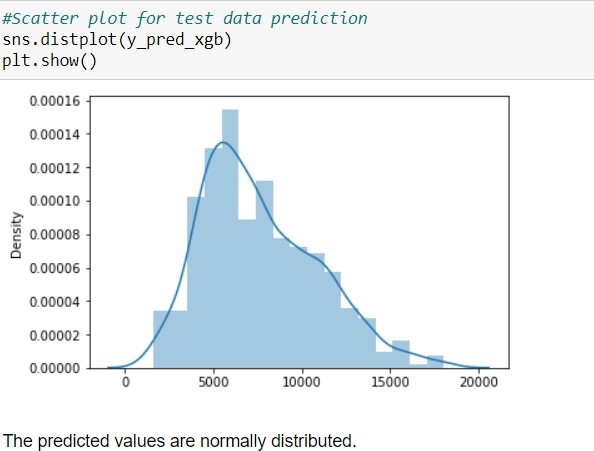 #Scatter plot for test data prediction
sns.distplot(y_pred_xgb)
plt.show()
0.00016
0.00014
0.00012
0.00010
0.00008
0.00006
0.00004
0.00002
0.00000
Density
0 5000 10000 15000 20000
The predicted values are normally distributed.